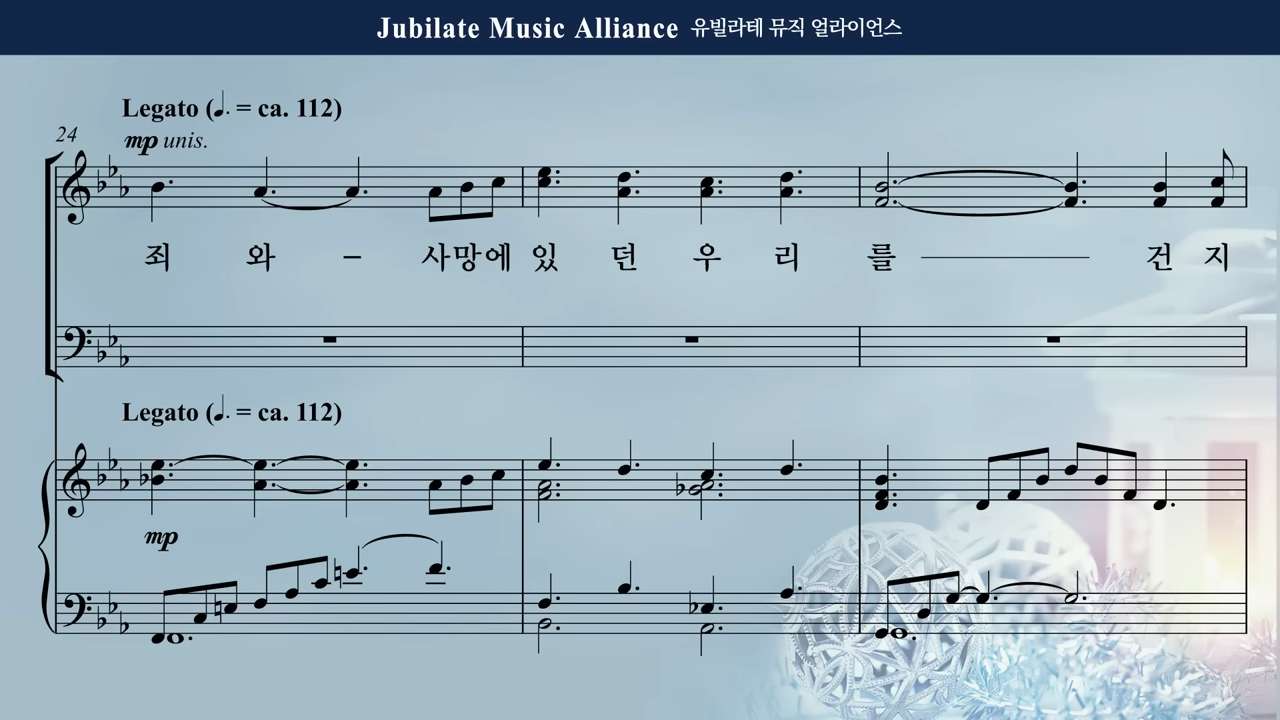 Jubilate Music Alliance 유빌라테 뮤직 얼라이언스
Legato (♩. = ca. 112)
24
mp unis.
죄 와 – 사망에 있 던 우 리 를 건 지
Legato (♩. = ca. 112)
mp